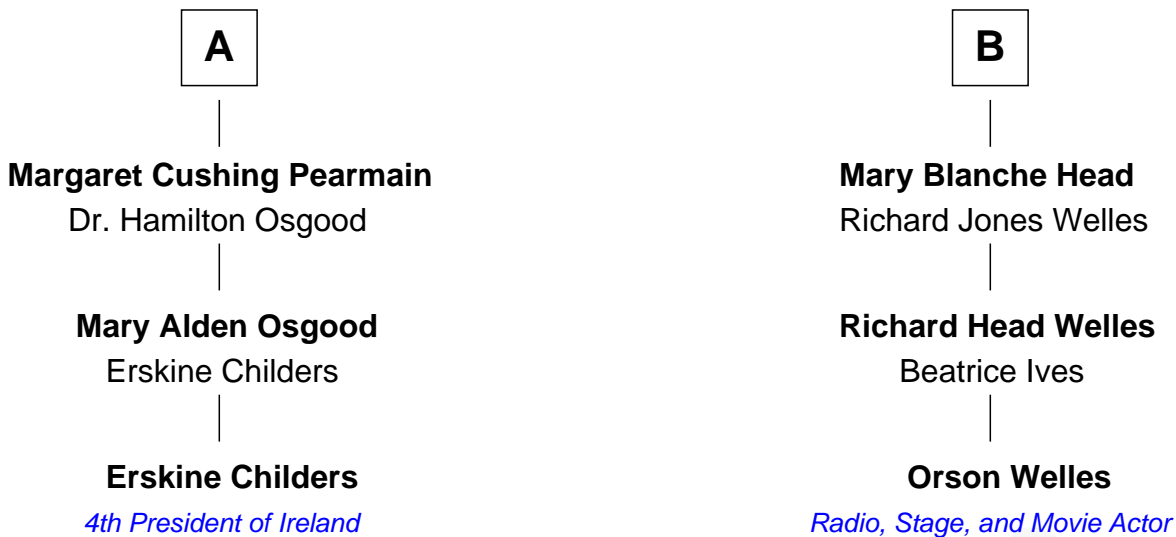 A
Margaret Cushing Pearmain
Dr. Hamilton Osgood
Mary Alden Osgood
Erskine Childers
Erskine Childers
4th President of Ireland
B
Mary Blanche Head
Richard Jones Welles
Richard Head Welles
Beatrice Ives
Orson Welles
Radio, Stage, and Movie Actor